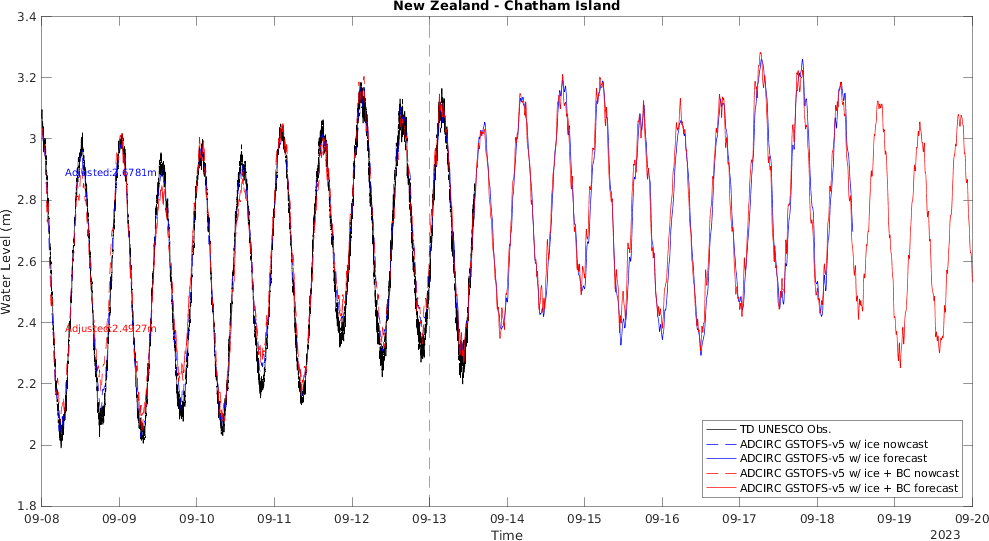 New Zealand - Chatham Island
3.4
3.2
3
2.8
2.6
2.4
2.2
2
1.8
Water Level (m)
Adjusted:2.6781m
Adjusted:2.4927m
TD UNESCO Obs.
ADCIRC GSTOFS-v5 w/ ice nowcast
ADCIRC GSTOFS-v5 w/ ice forecast
ADCIRC GSTOFS-v5 w/ ice + BC nowcast
ADCIRC GSTOFS-v5 w/ ice + BC forecast
09-08 09-09 09-10 09-11 09-12 09-13 09-14 09-15 09-16 09-17 09-18 09-19 09-20
Time 2023